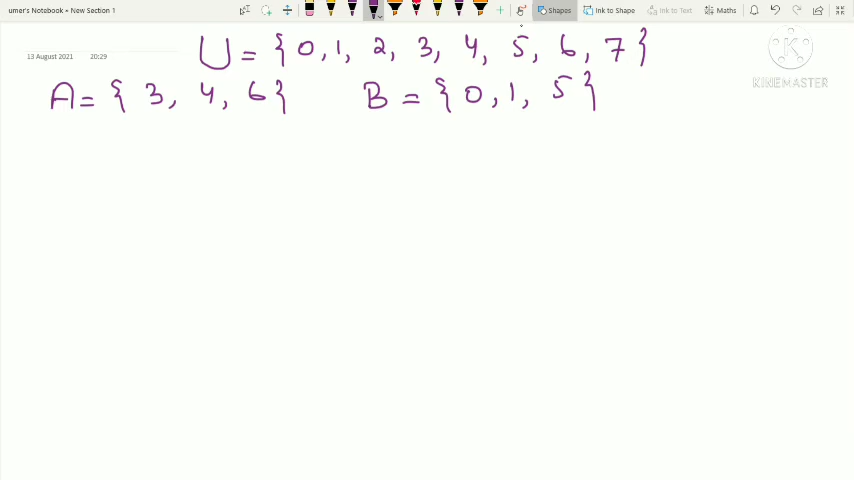 umer's Notebook » New Section 1
Shapes Ink to Shape Ink to Text Maths
U = {0, 1, 2, 3, 4, 5, 6, 7}
13 August 2021 20:29
KINEMASTER
A = {3, 4, 6} B = {0, 1, 5}